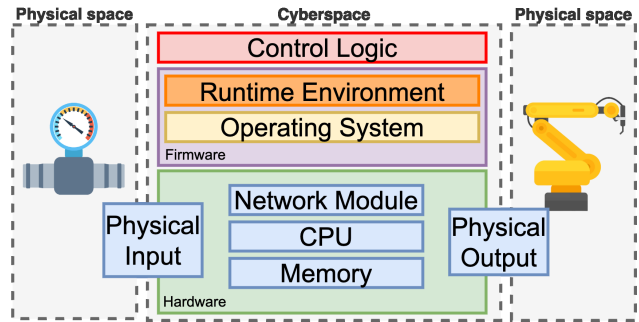 Physical space
Cyberspace
Physical space
Control Logic
Runtime Environment
Operating System
Firmware
Network Module
CPU
Memory
Physical
Input
Physical
Output
Hardware